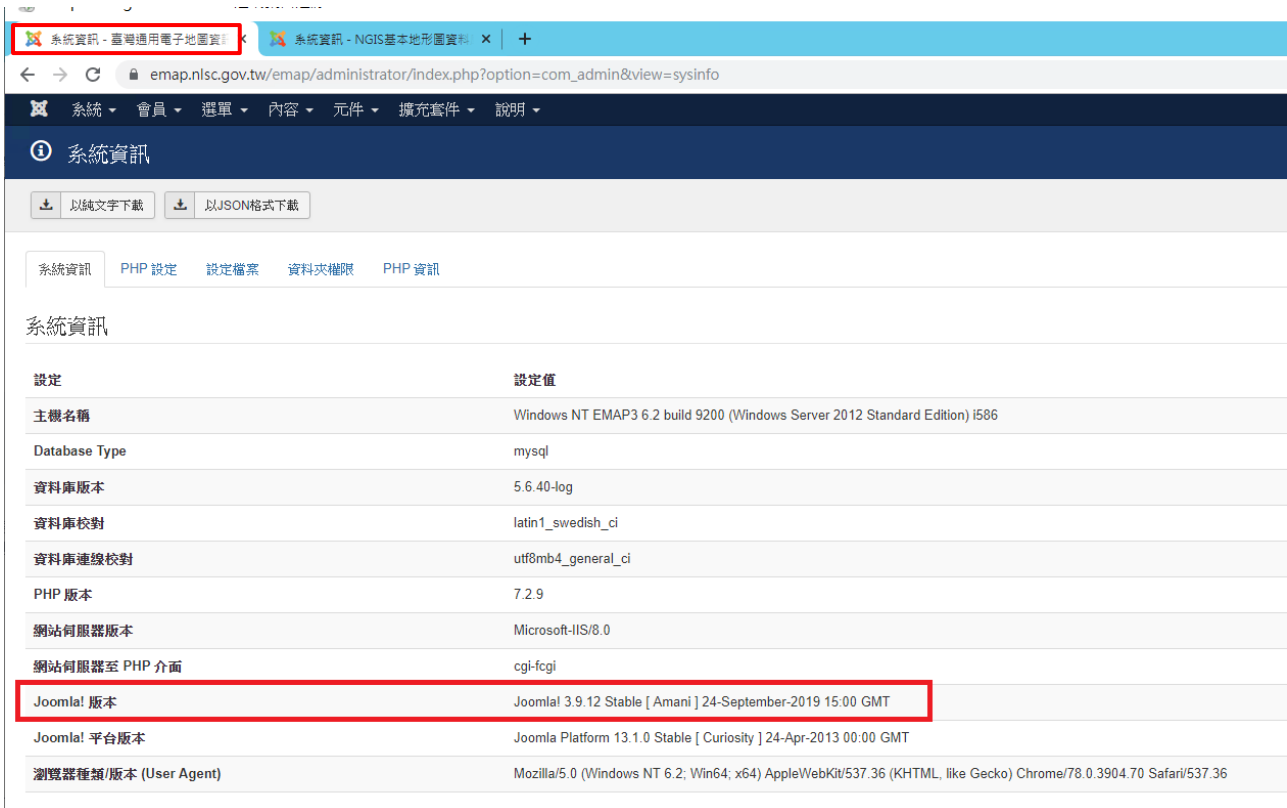 系統資訊 - 臺灣通用電子地圖資 系統資訊 - NGIS基本地形圖資料
emap.nlsc.gov.tw/emap/administrator/index.php?option=com_admin&view=sysinfo
系統 會員 選單 內容 元件 擴充套件 說明
系統資訊
以純文字下載 以JSON格式下載
系統資訊 PHP 設定 設定檔案 資料夾權限 PHP 資訊
系統資訊
設定 設定值
主機名稱 Windows NT EMAP3 6.2 build 9200 (Windows Server 2012 Standard Edition) i586
Database Type mysql
資料庫版本 5.6.40-log
資料庫校對 latin1_swedish_ci
資料庫連線校對 utf8mb4_general_ci
PHP 版本 7.2.9
網站伺服器版本 Microsoft-IIS/8.0
網站伺服器至 PHP 介面 cgi-fcgi
Joomla! 版本 Joomla! 3.9.12 Stable [ Amani ] 24-September-2019 15:00 GMT
Joomla! 平台版本 Joomla Platform 13.1.0 Stable [ Curiosity ] 24-Apr-2013 00:00 GMT
瀏覽器種類/版本 (User Agent) Mozilla/5.0 (Windows NT 6.2; Win64; x64) AppleWebKit/537.36 (KHTML, like Gecko) Chrome/78.0.3904.70 Safari/537.36